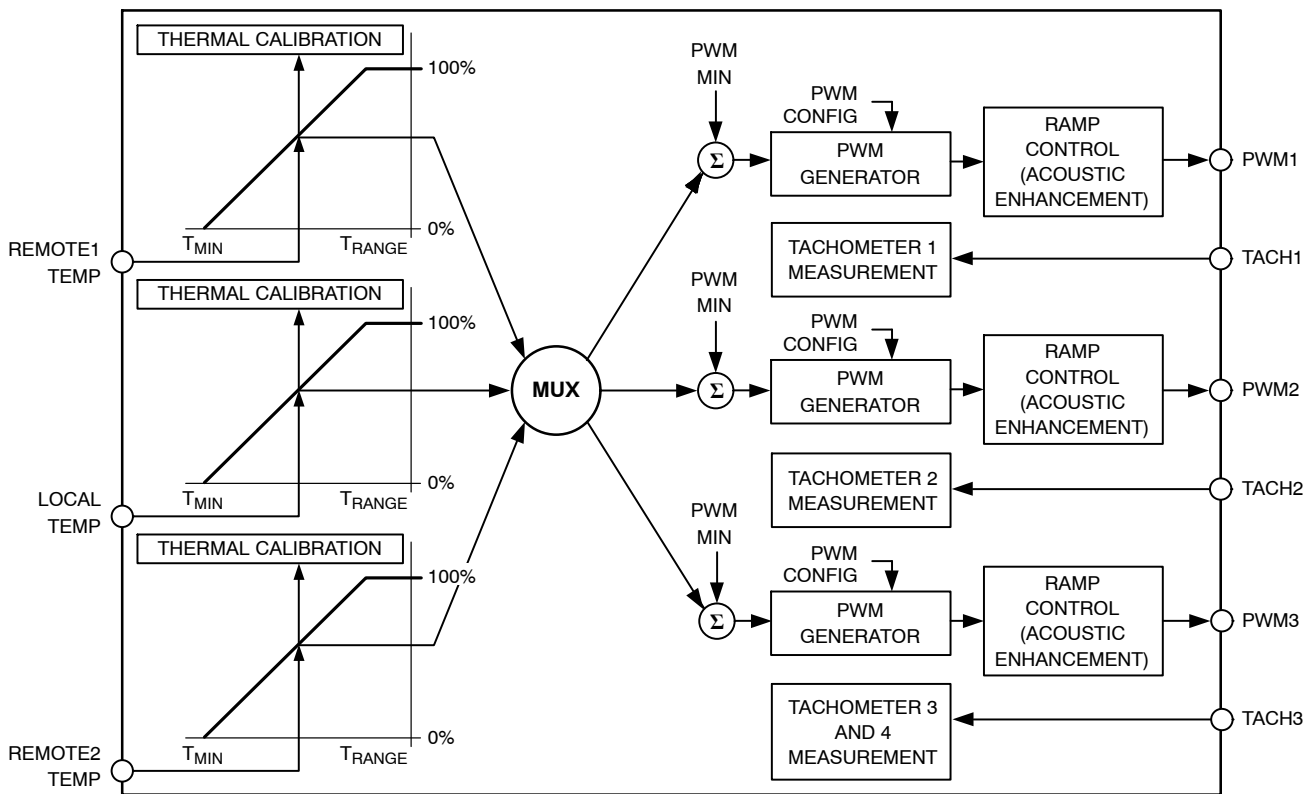 THERMAL CALIBRATION
100%
0%
T_MIN
T_RANGE
REMOTE1
TEMP
THERMAL CALIBRATION
100%
0%
T_MIN
T_RANGE
LOCAL
TEMP
THERMAL CALIBRATION
100%
0%
T_MIN
T_RANGE
REMOTE2
TEMP
MUX
PWM
MIN
Σ
PWM
CONFIG
PWM
GENERATOR
RAMP
CONTROL
(ACOUSTIC
ENHANCEMENT)
PWM1
TACHOMETER 1
MEASUREMENT
TACH1
PWM
MIN
Σ
PWM
CONFIG
PWM
GENERATOR
RAMP
CONTROL
(ACOUSTIC
ENHANCEMENT)
PWM2
TACHOMETER 2
MEASUREMENT
TACH2
PWM
MIN
Σ
PWM
CONFIG
PWM
GENERATOR
RAMP
CONTROL
(ACOUSTIC
ENHANCEMENT)
PWM3
TACHOMETER 3
AND 4
MEASUREMENT
TACH3